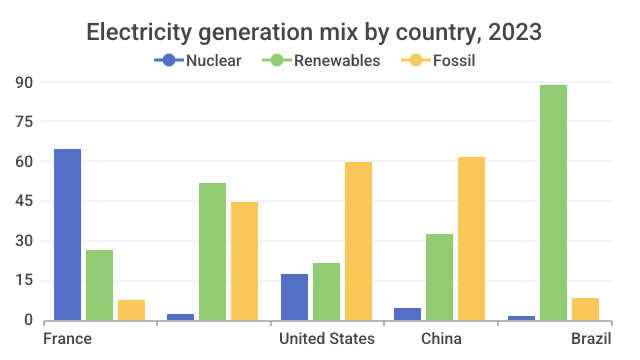 Electricity generation mix by country, 2023
Nuclear Renewables Fossil
90
75
60
45
30
15
0
France United States China Brazil